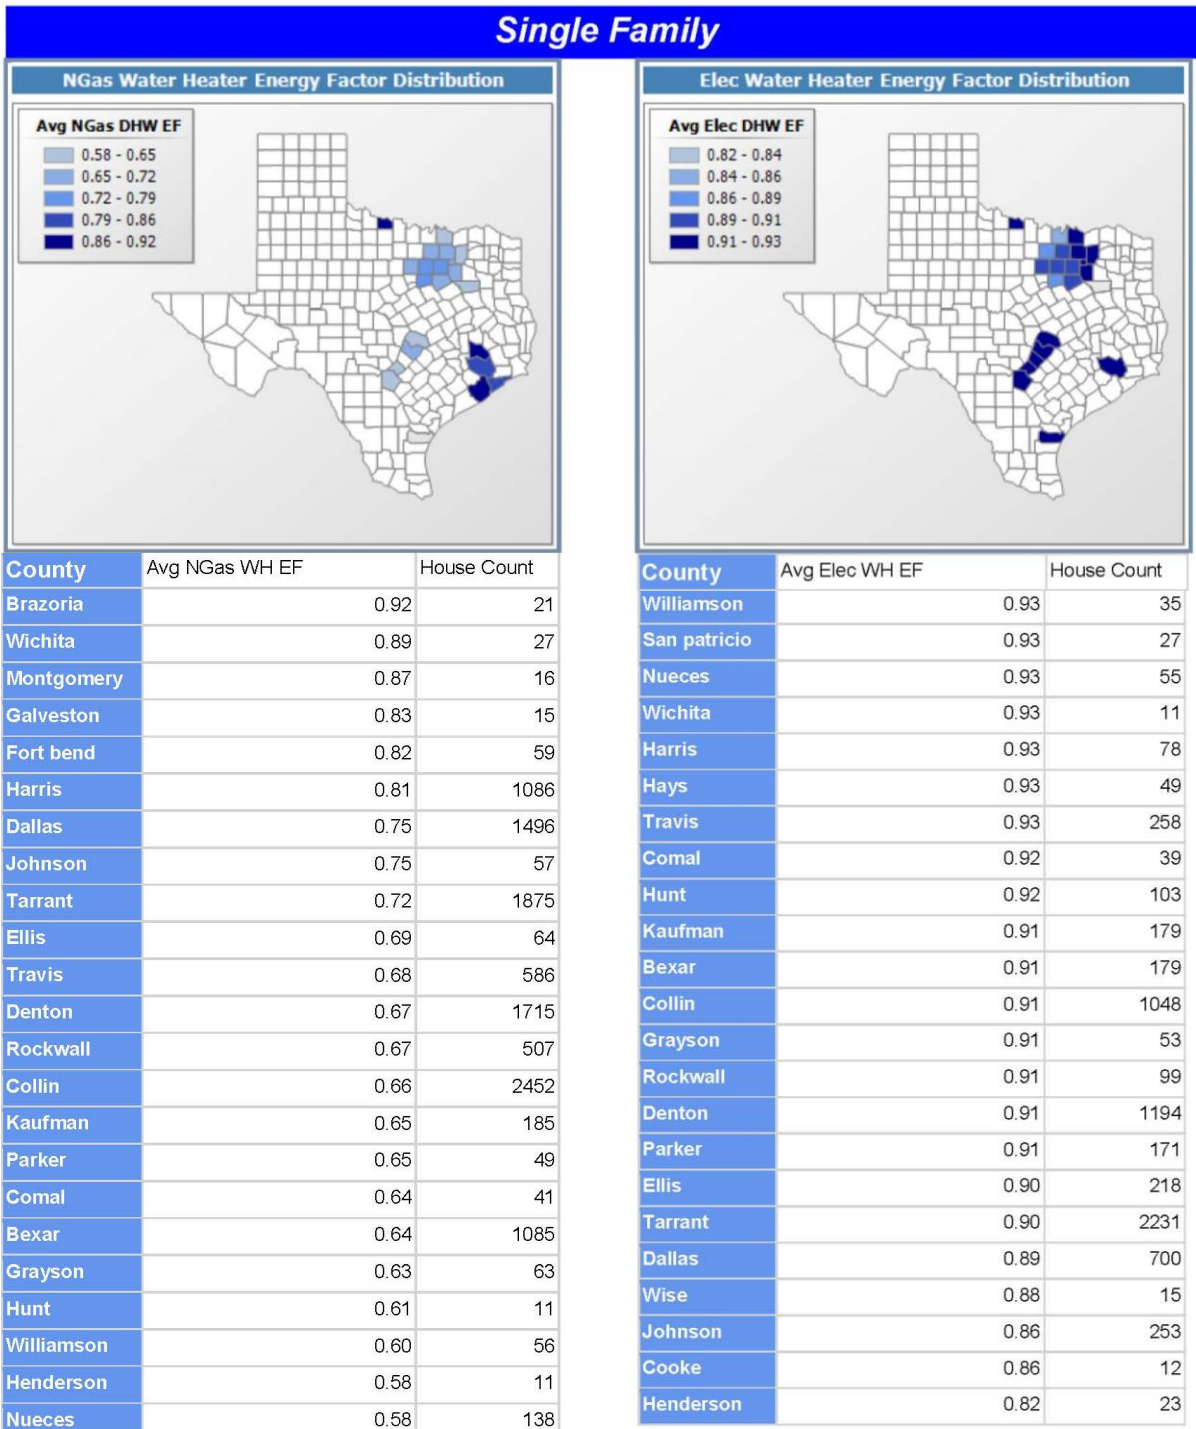 Single Family
NGas Water Heater Energy Factor Distribution
Avg NGas DHW EF
0.58 - 0.65
0.65 - 0.72
0.72 - 0.79
0.79 - 0.86
0.86 - 0.92
County Avg NGas WH EF House Count
Brazoria 0.92 21
Wichita 0.89 27
Montgomery 0.87 16
Galveston 0.83 15
Fort bend 0.82 59
Harris 0.81 1086
Dallas 0.75 1496
Johnson 0.75 57
Tarrant 0.72 1875
Ellis 0.69 64
Travis 0.68 586
Denton 0.67 1715
Rockwall 0.67 507
Collin 0.66 2452
Kaufman 0.65 185
Parker 0.65 49
Comal 0.64 41
Bexar 0.64 1085
Grayson 0.63 63
Hunt 0.61 11
Williamson 0.60 56
Henderson 0.58 11
Nueces 0.58 138
Elec Water Heater Energy Factor Distribution
Avg Elec DHW EF
0.82 - 0.84
0.84 - 0.86
0.86 - 0.89
0.89 - 0.91
0.91 - 0.93
County Avg Elec WH EF House Count
Williamson 0.93 35
San patricio 0.93 27
Nueces 0.93 55
Wichita 0.93 11
Harris 0.93 78
Hays 0.93 49
Travis 0.93 258
Comal 0.92 39
Hunt 0.92 103
Kaufman 0.91 179
Bexar 0.91 179
Collin 0.91 1048
Grayson 0.91 53
Rockwall 0.91 99
Denton 0.91 1194
Parker 0.91 171
Ellis 0.90 218
Tarrant 0.90 2231
Dallas 0.89 700
Wise 0.88 15
Johnson 0.86 253
Cooke 0.86 12
Henderson 0.82 23